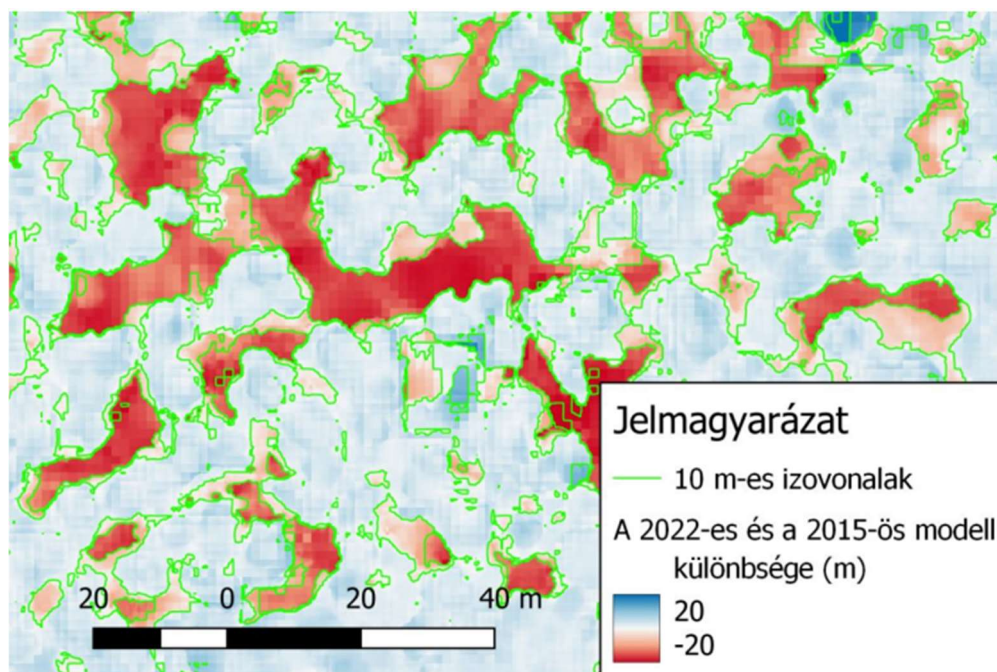 Jelmagyarázat
10 m-es izovonalak
A 2022-es és a 2015-ös modell
különbsége (m)
20
-20
20 0 20 40 m